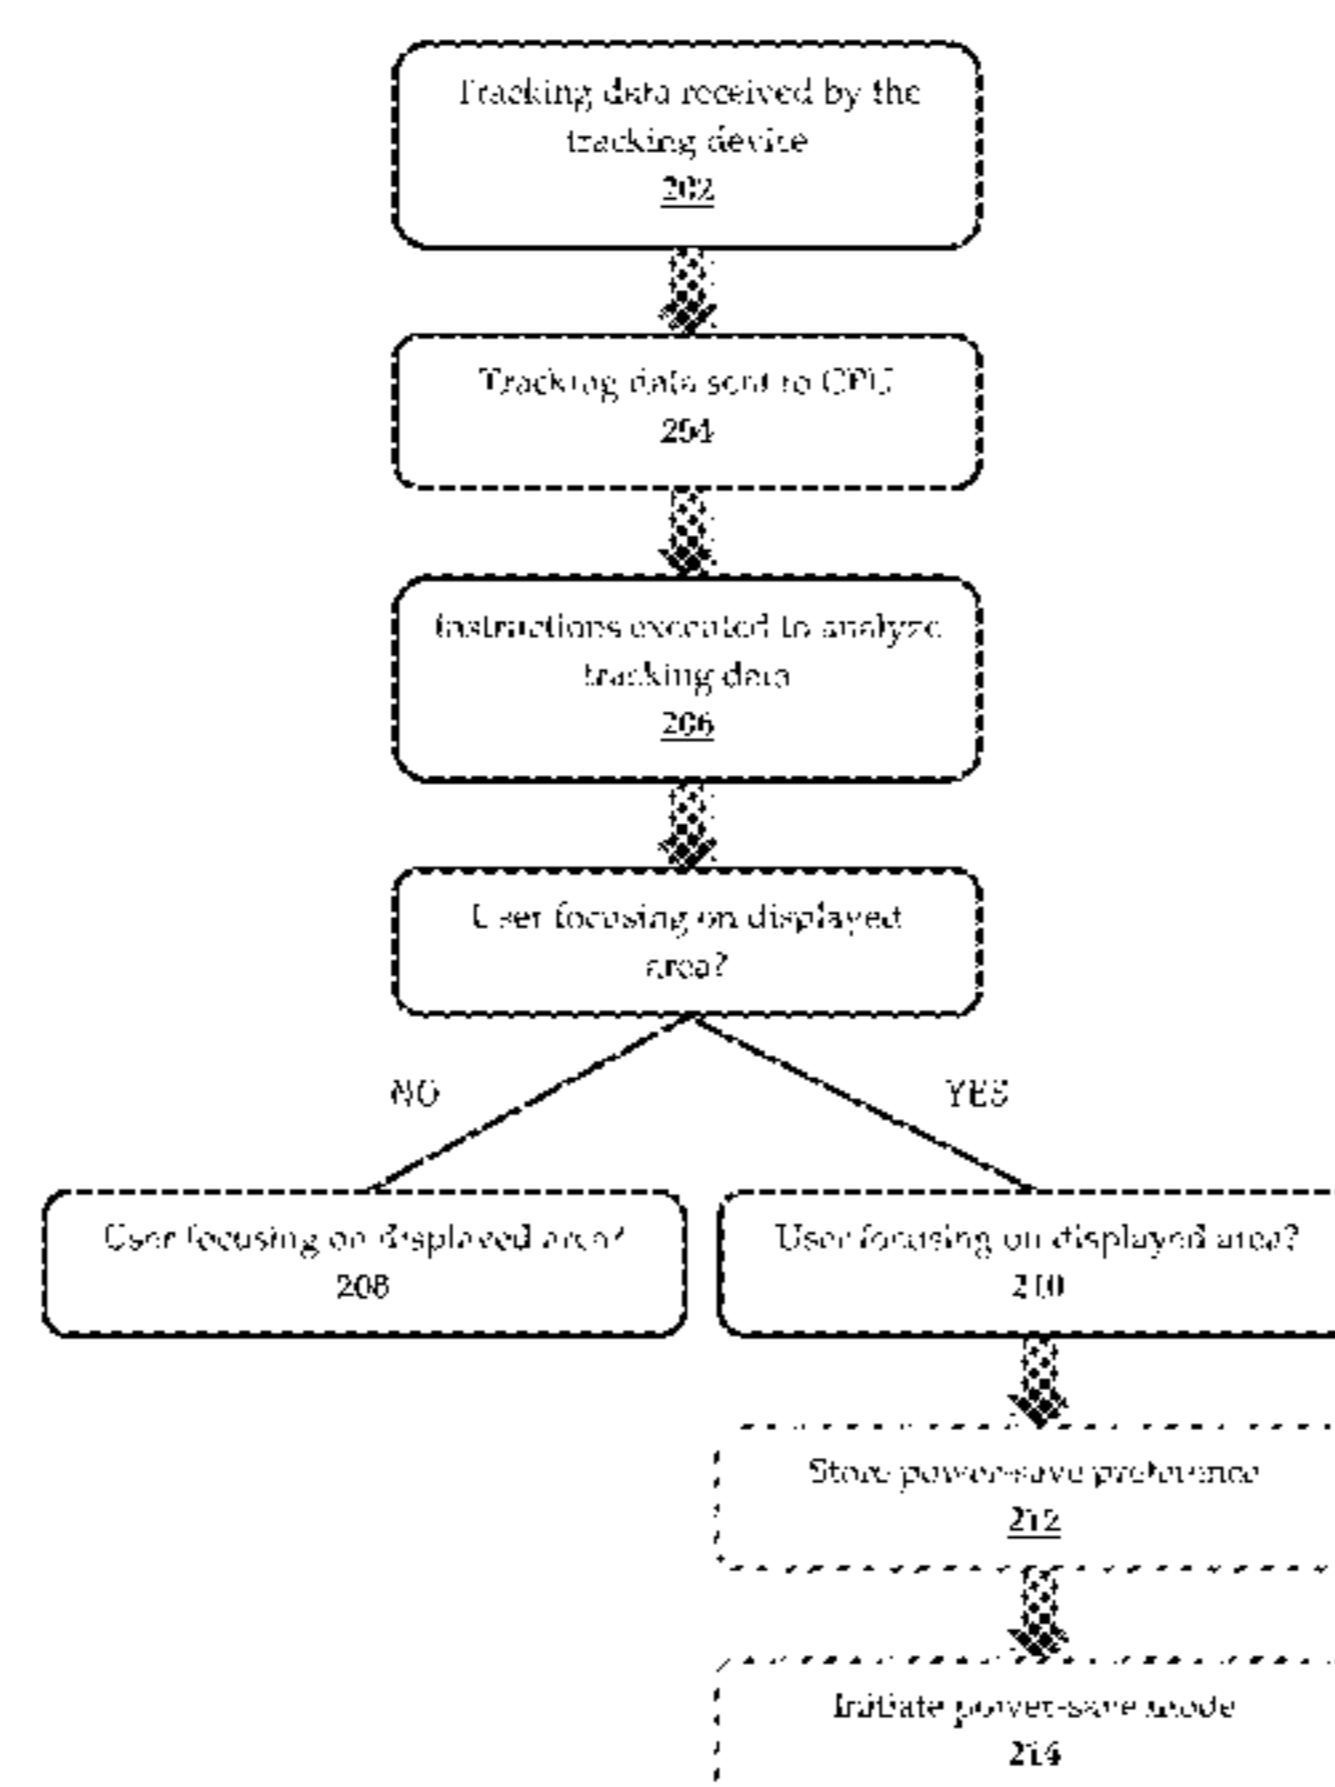 Tracking data received by the
tracking device
202
Tracking data sent to CPU
204
Instructions executed to analyze
tracking data
206
User focusing on displayed
area?
NO
YES
User focusing on displayed area?
208
User focusing on displayed area?
210
Store power-save preference
212
Initiate power-save mode
214